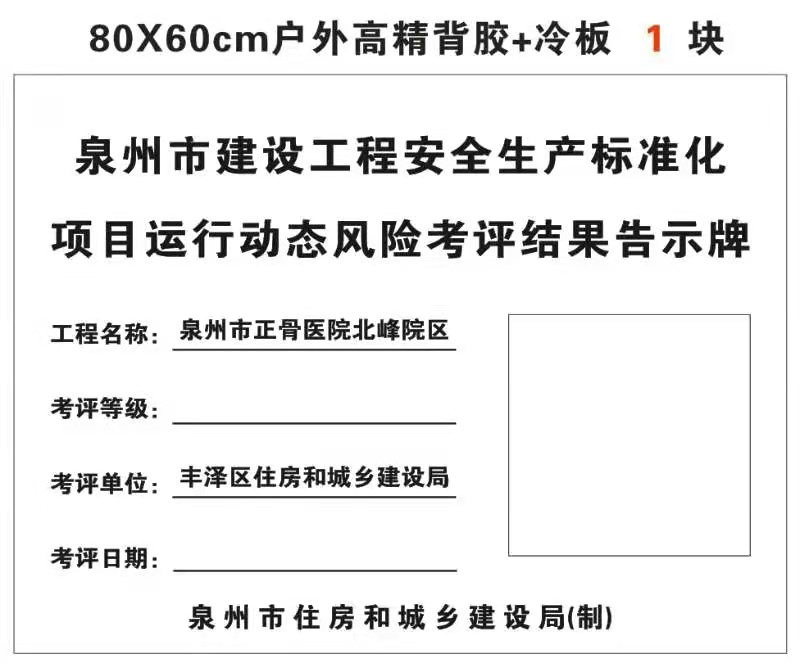 80X60cm户外高精背胶+冷板 1 块
泉州市建设工程安全生产标准化
项目运行动态风险考评结果告示牌
工程名称：泉州市正骨医院北峰院区
考评等级：
考评单位：丰泽区住房和城乡建设局
考评日期：
泉州市住房和城乡建设局(制)